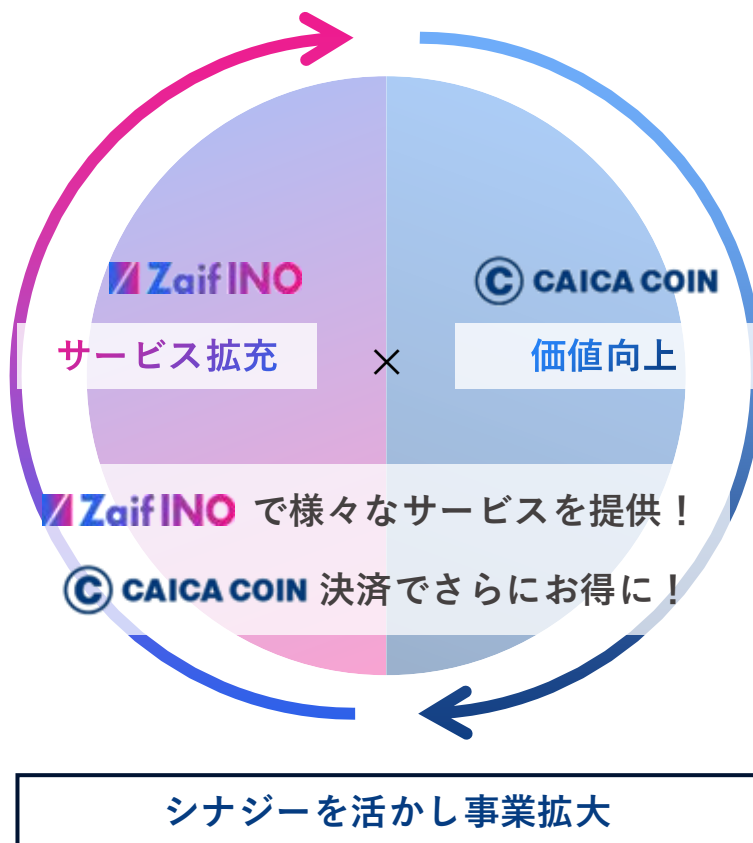 Zaif INO
CAICA COIN
サービス拡充
×
価値向上
Zaif INO で様々なサービスを提供！
CAICA COIN 決済でさらにお得に！
シナジーを活かし事業拡大